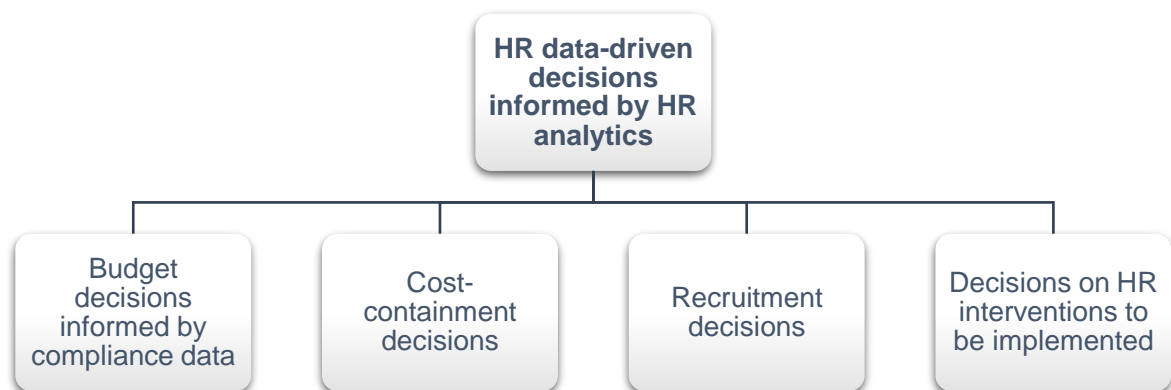 HR data-driven
decisions
informed by HR
analytics
Budget
decisions
informed by
compliance data
Cost-
containment
decisions
Recruitment
decisions
Decisions on HR
interventions to
be implemented